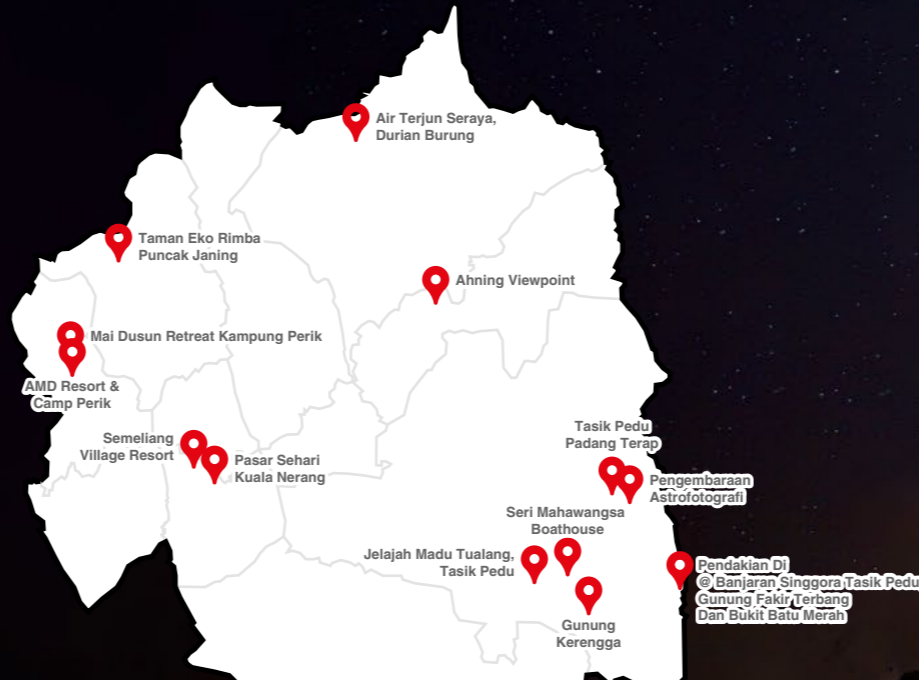 Air Terjun Seraya,
Durian Burung
Taman Eko Rimba
Puncak Janing
Ahning Viewpoint
Mai Dusun Retreat Kampung Perik
AMD Resort &
Camp Perik
Semeliang
Village Resort
Pasar Sehari
Kuala Nerang
Tasik Pedu
Padang Terap
Pengembaraan
Astrofotografi
Seri Mahawangsa
Boathouse
Jelajah Madu Tualang,
Tasik Pedu
Pendakian Di
@ Banjaran Singgora Tasik Pedu
Gunung Fakir Terbang
Dan Bukit Batu Merah
Gunung
Kerengga